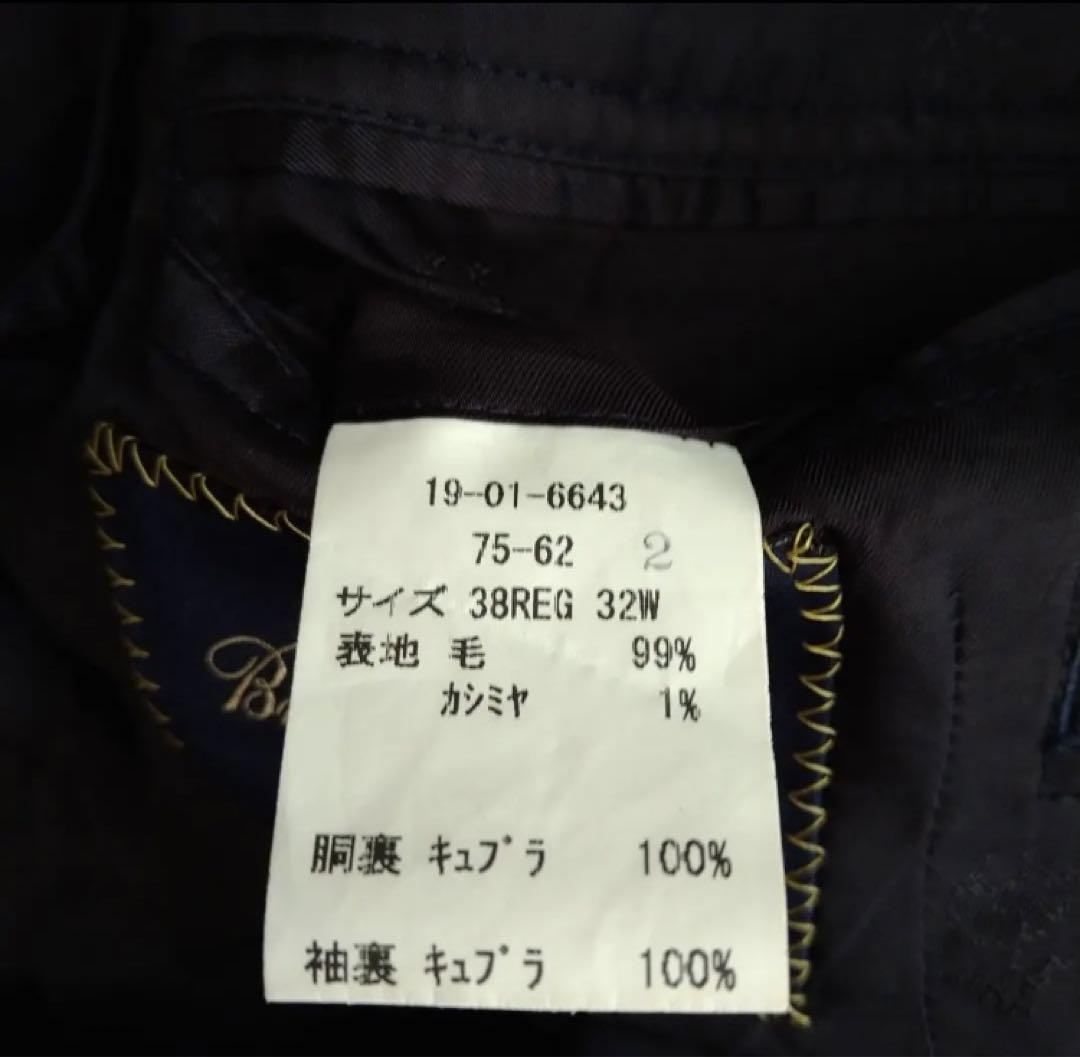 19-01-6643
75-62 2
サイズ 38REG 32W
表地 毛 99%
カシミヤ 1%
胴裏 キュプラ 100%
袖裏 キュプラ 100%